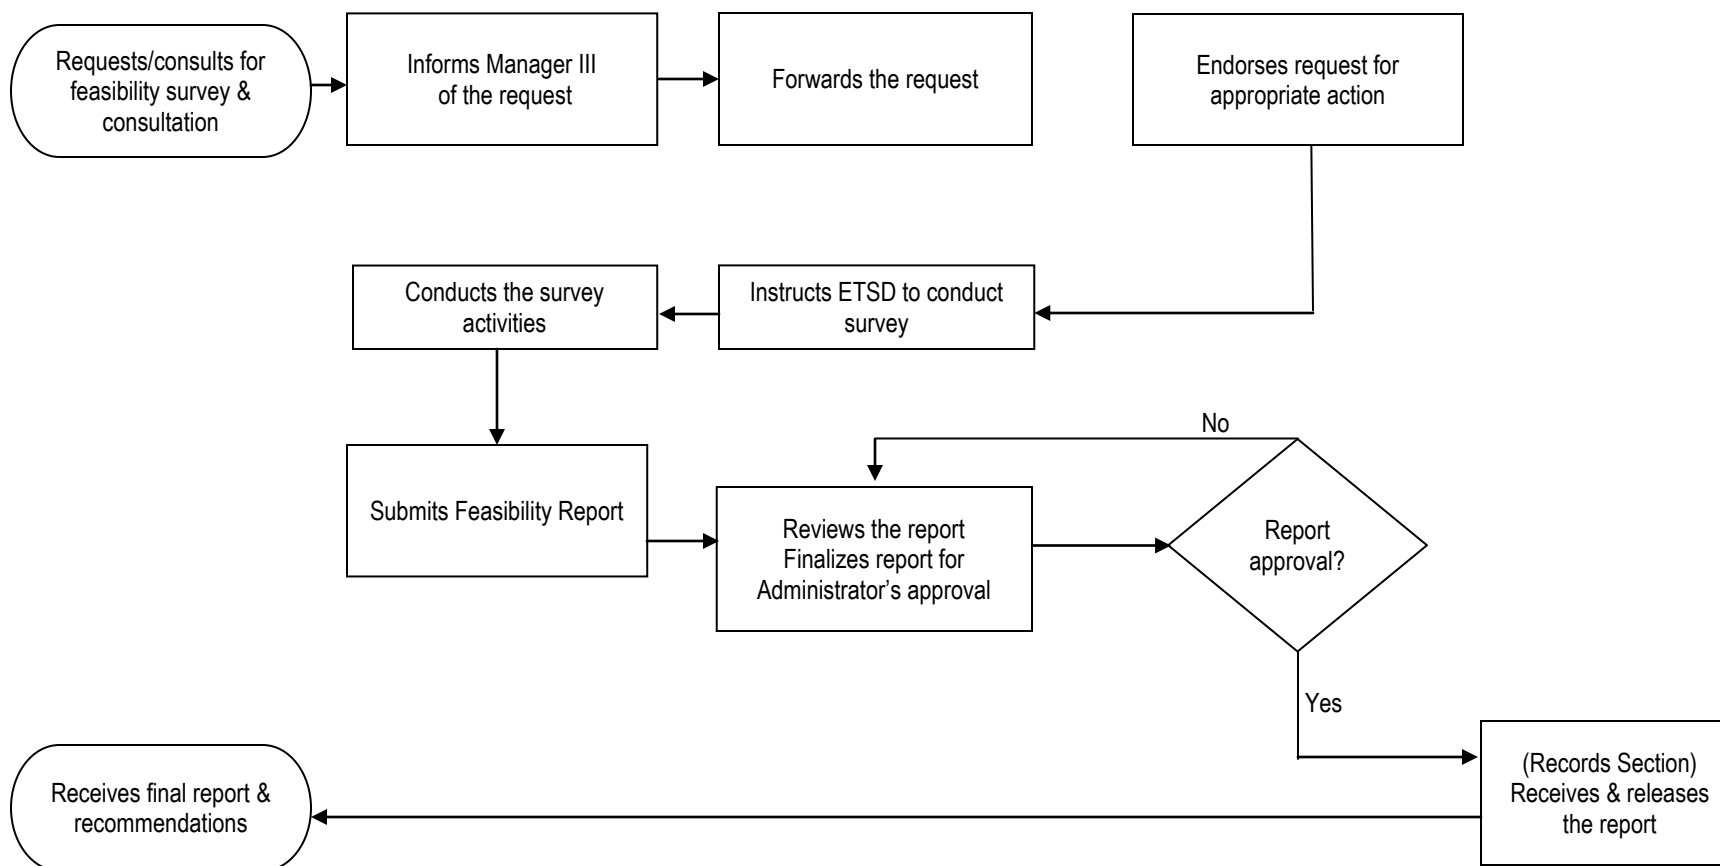 Requests/consults for
feasibility survey &
consultation
Informs Manager III
of the request
Forwards the request
Endorses request for
appropriate action
Conducts the survey
activities
Instructs ETSD to conduct
survey
No
Submits Feasibility Report
Reviews the report
Finalizes report for
Administrator’s approval
Report
approval?
Yes
(Records Section)
Receives & releases
the report
Receives final report &
recommendations